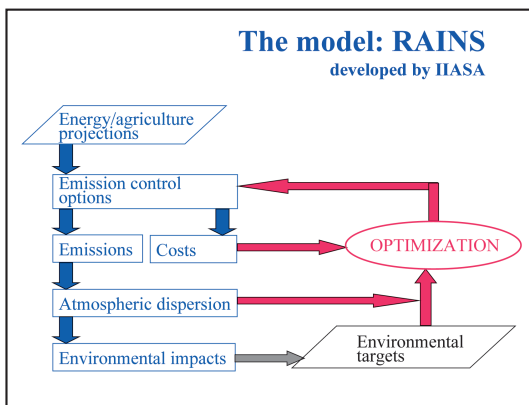 The model: RAINS
developed by IIASA
Energy/agriculture
projections
Emission control
options
Emissions
Costs
OPTIMIZATION
Atmospheric dispersion
Environmental impacts
Environmental
targets